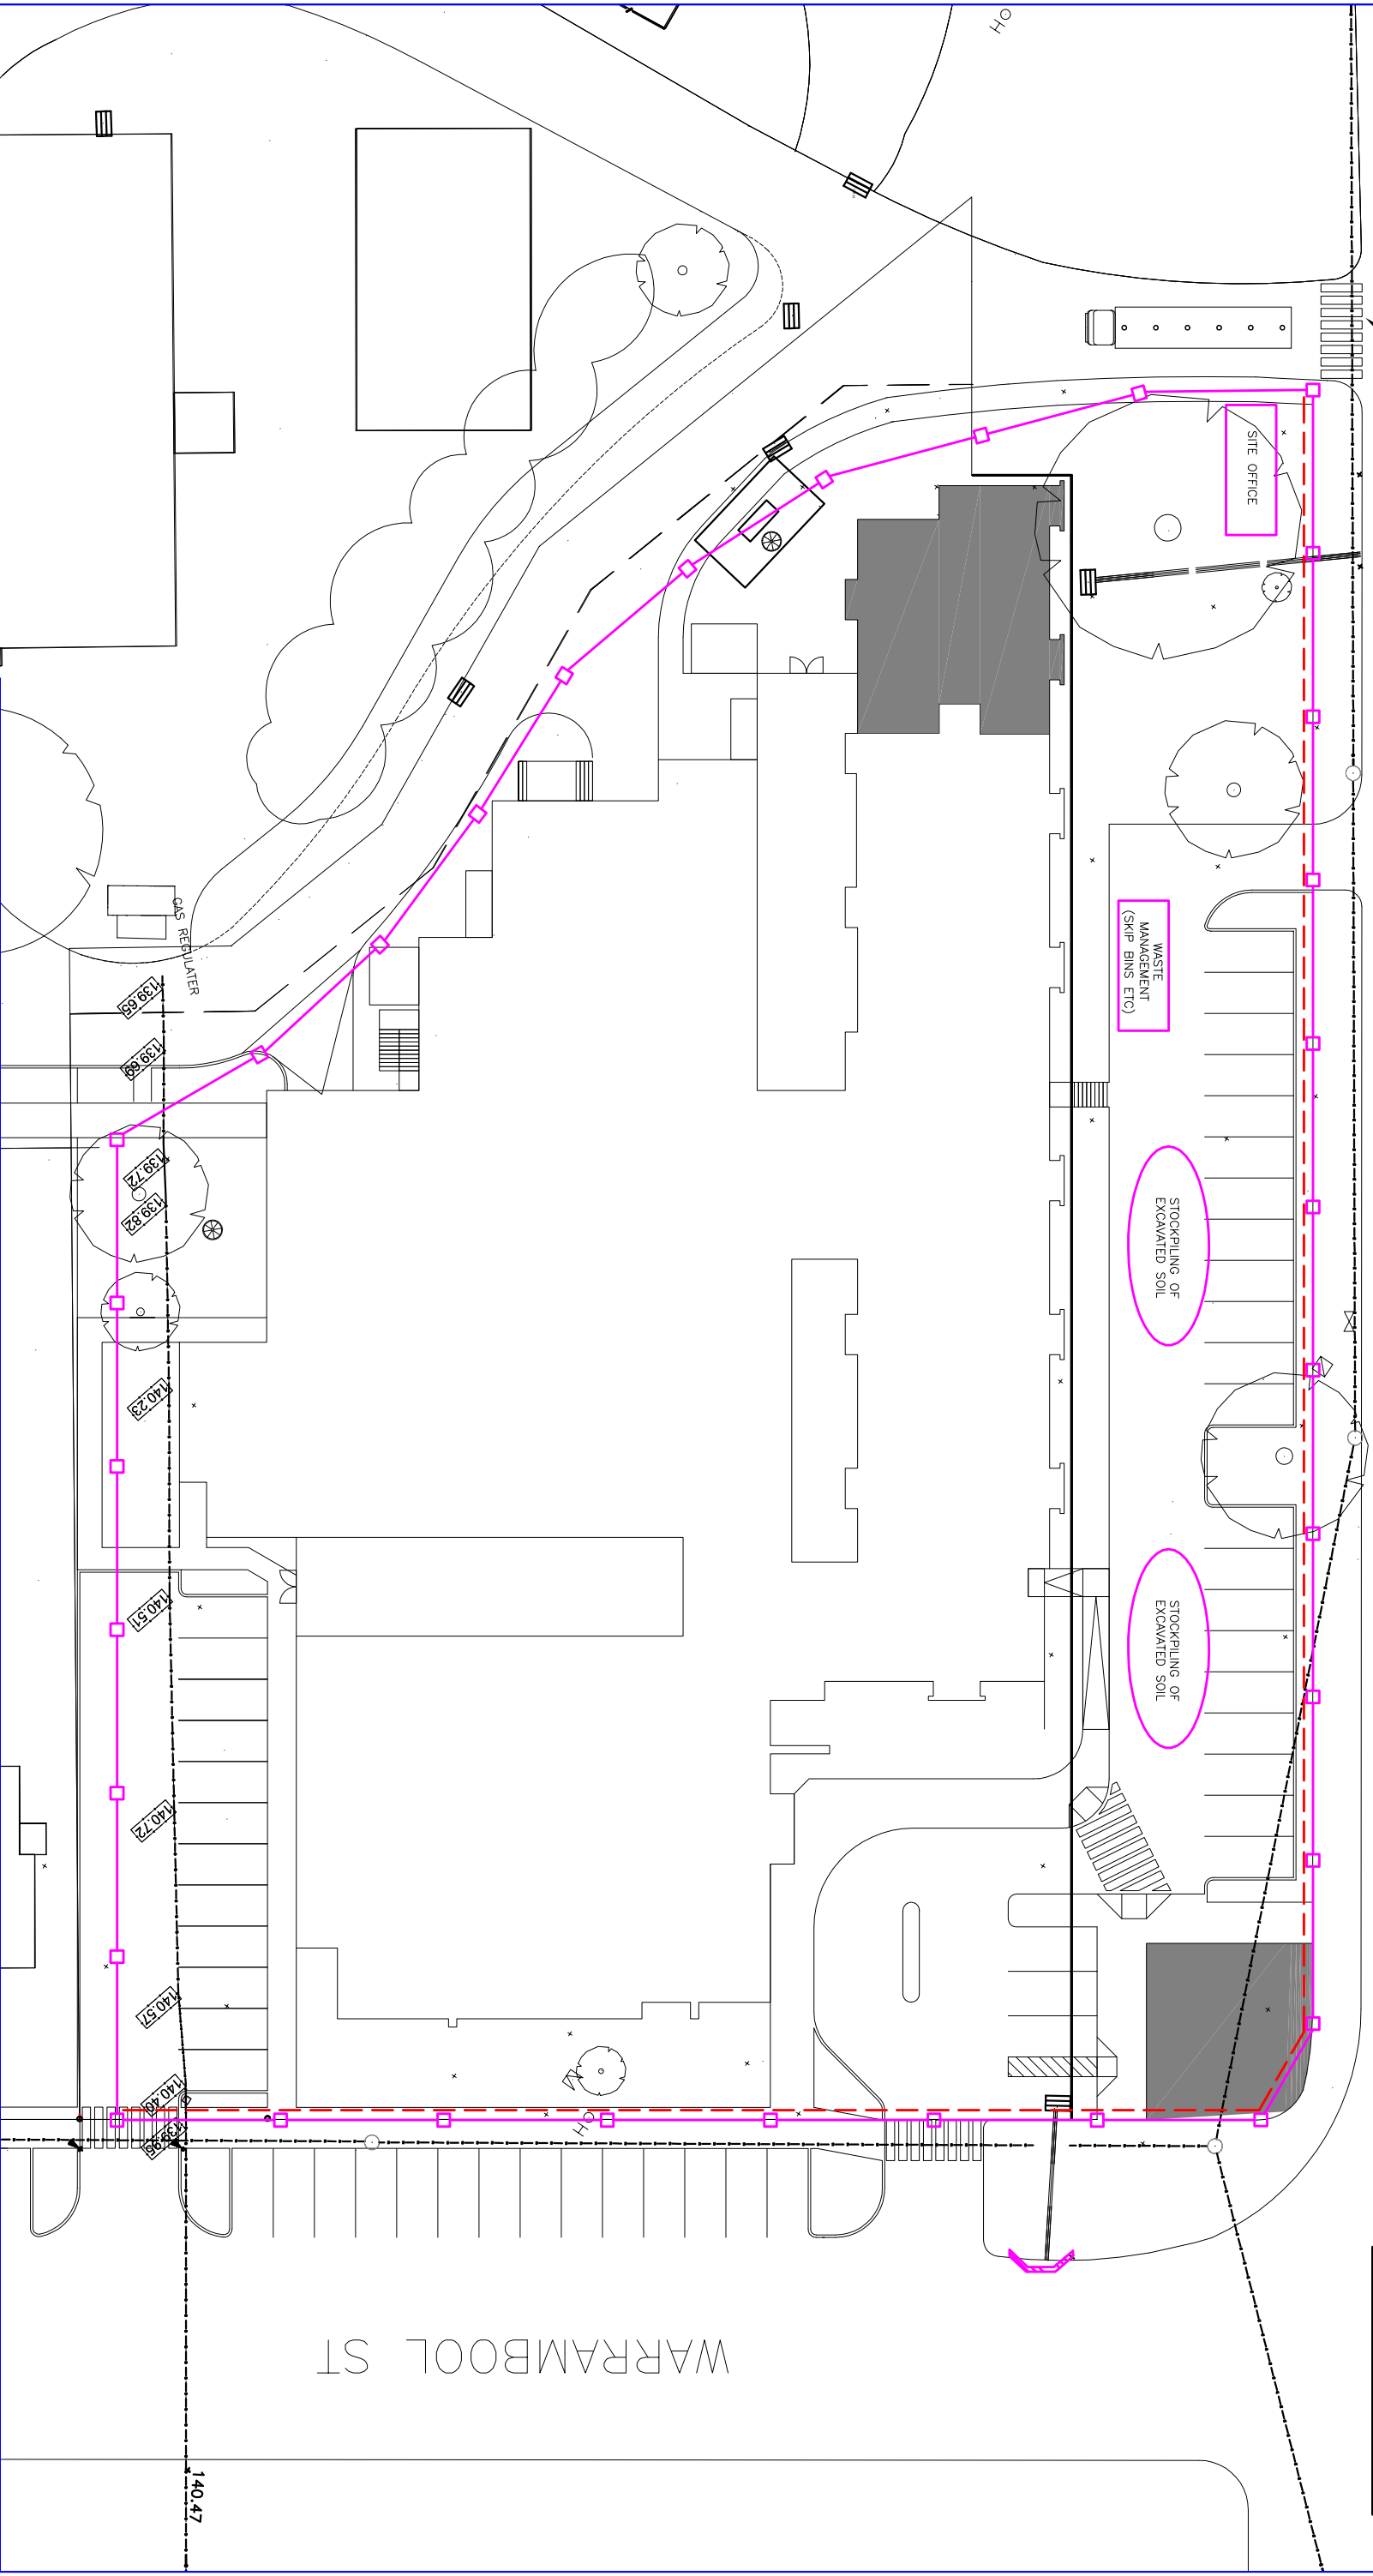 H
SITE OFFICE
WASTE
MANAGEMENT
(SKIP BINS ETC)
GAS REGULATER
139.65
139.69
139.72
139.82
STOCKPILING OF
EXCAVATED SOIL
140.23
140.51
STOCKPILING OF
EXCAVATED SOIL
140.72
140.57
140.40
139.98
H
WARRAMBOOL ST
140.47